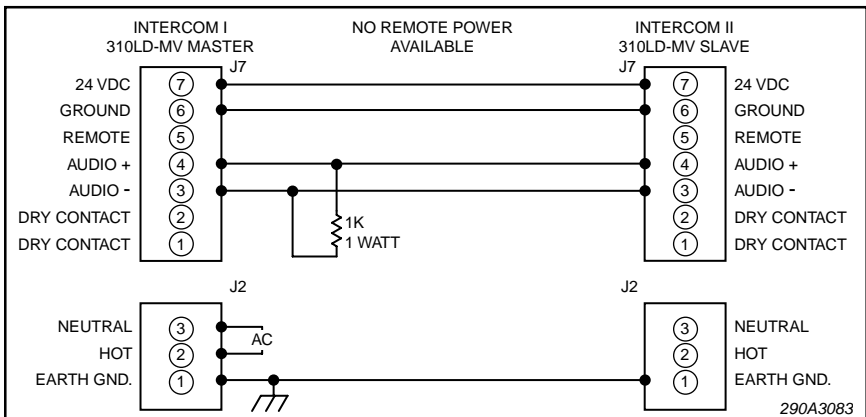 INTERCOM I
310LD-MV MASTER
NO REMOTE POWER
AVAILABLE
INTERCOM II
310LD-MV SLAVE
J7
J7
24 VDC 7
GROUND 6
REMOTE 5
AUDIO + 4
AUDIO - 3
DRY CONTACT 2
DRY CONTACT 1
1K
1 WATT
7 24 VDC
6 GROUND
5 REMOTE
4 AUDIO +
3 AUDIO -
2 DRY CONTACT
1 DRY CONTACT
J2
J2
NEUTRAL 3
HOT 2
EARTH GND. 1
AC
3 NEUTRAL
2 HOT
1 EARTH GND.
290A3083